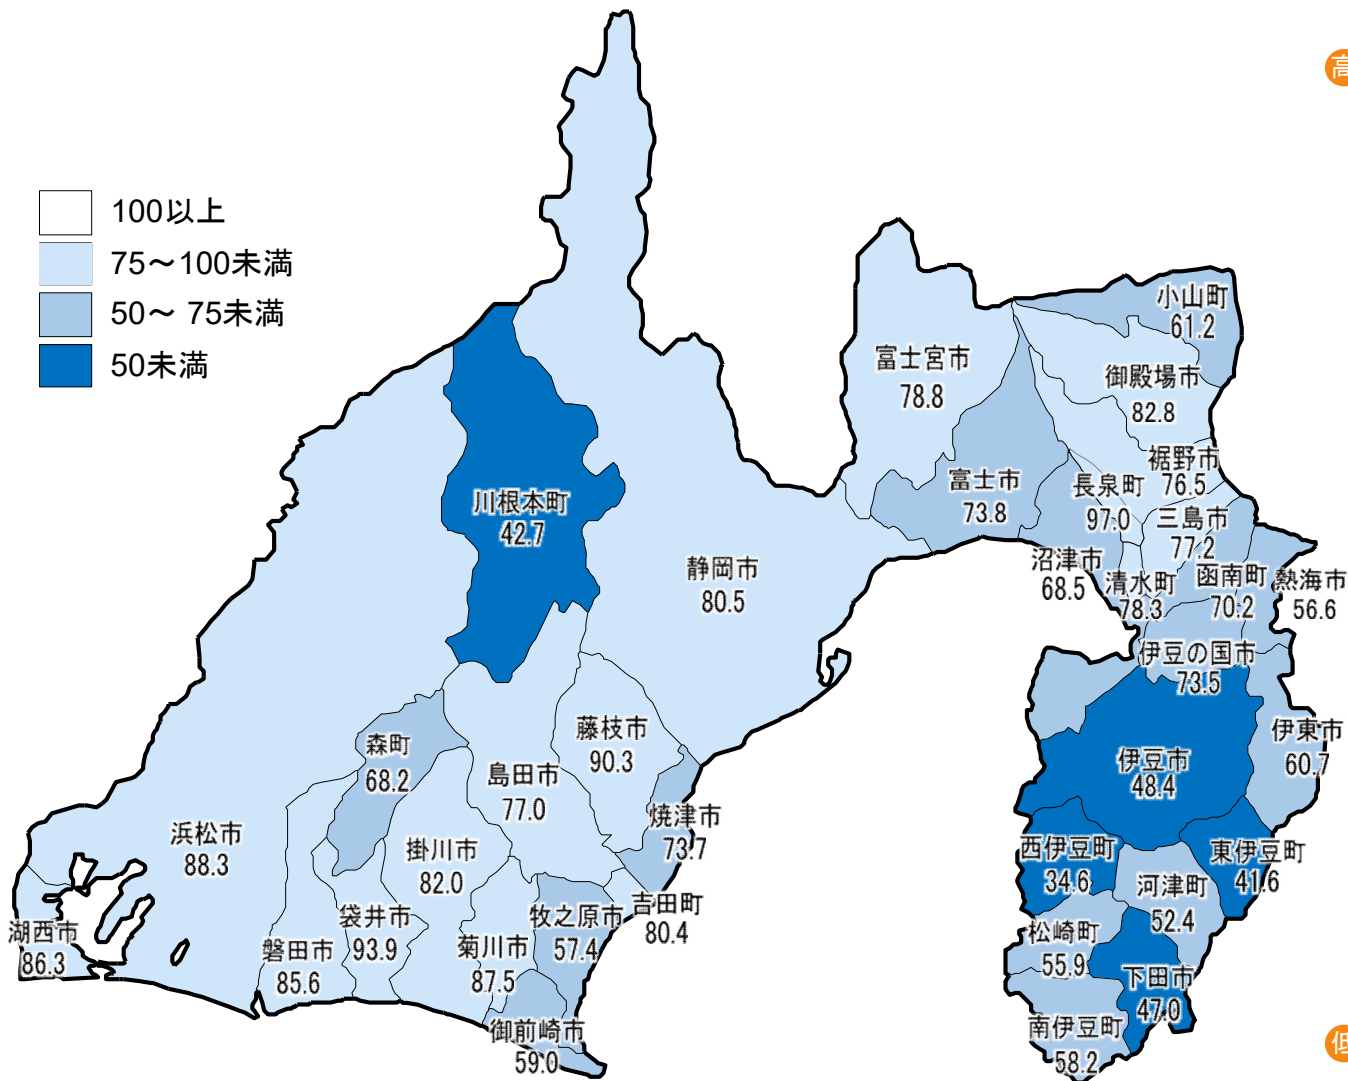 高
100以上
75～100未満
50～ 75未満
50未満
小山町
61.2
富士宮市
78.8
御殿場市
82.8
裾野市
76.5
富士市
73.8
長泉町
97.0
三島市
77.2
川根本町
42.7
静岡市
80.5
沼津市
68.5
清水町
78.3
函南町
70.2
熱海市
56.6
伊豆の国市
73.5
藤枝市
90.3
森町
68.2
島田市
77.0
伊東市
60.7
伊豆市
48.4
焼津市
73.7
浜松市
88.3
掛川市
82.0
西伊豆町
34.6
東伊豆町
41.6
河津町
52.4
湖西市
86.3
磐田市
85.6
袋井市
93.9
菊川市
87.5
牧之原市
57.4
吉田町
80.4
松崎町
55.9
下田市
47.0
御前崎市
59.0
南伊豆町
58.2
低